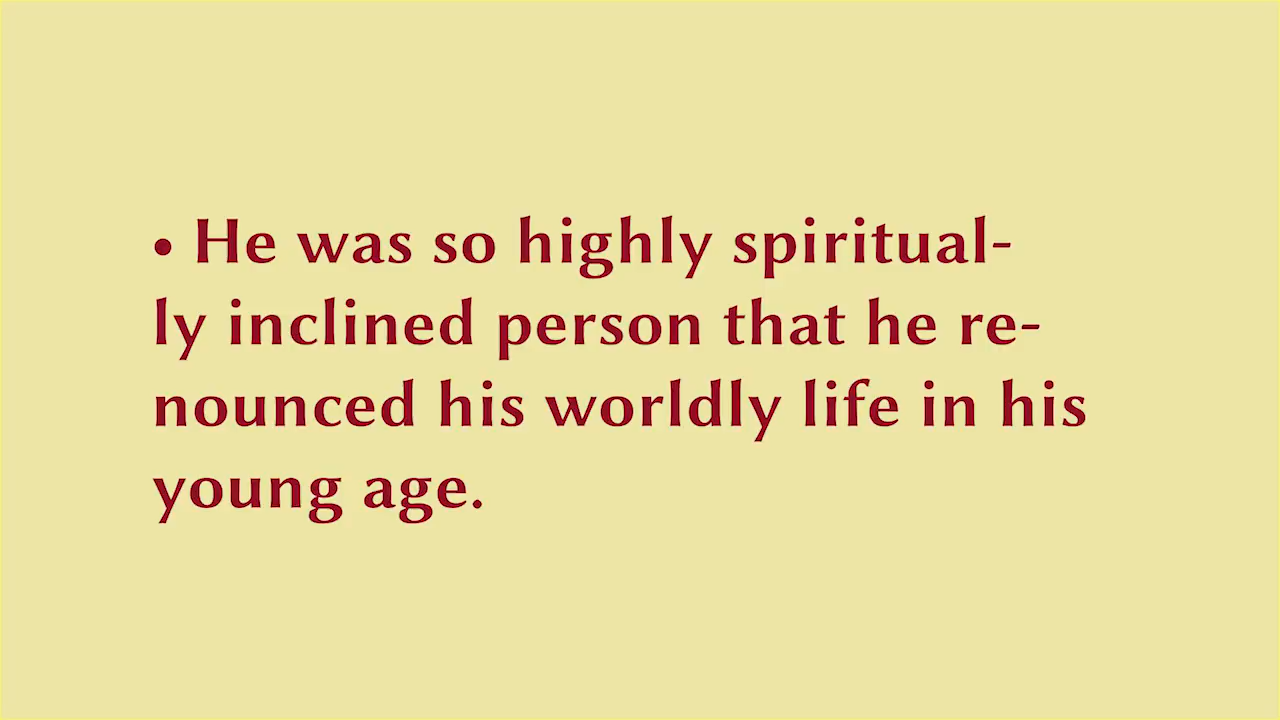 • He was so highly spiritual-
ly inclined person that he re-
nounced his worldly life in his
young age.